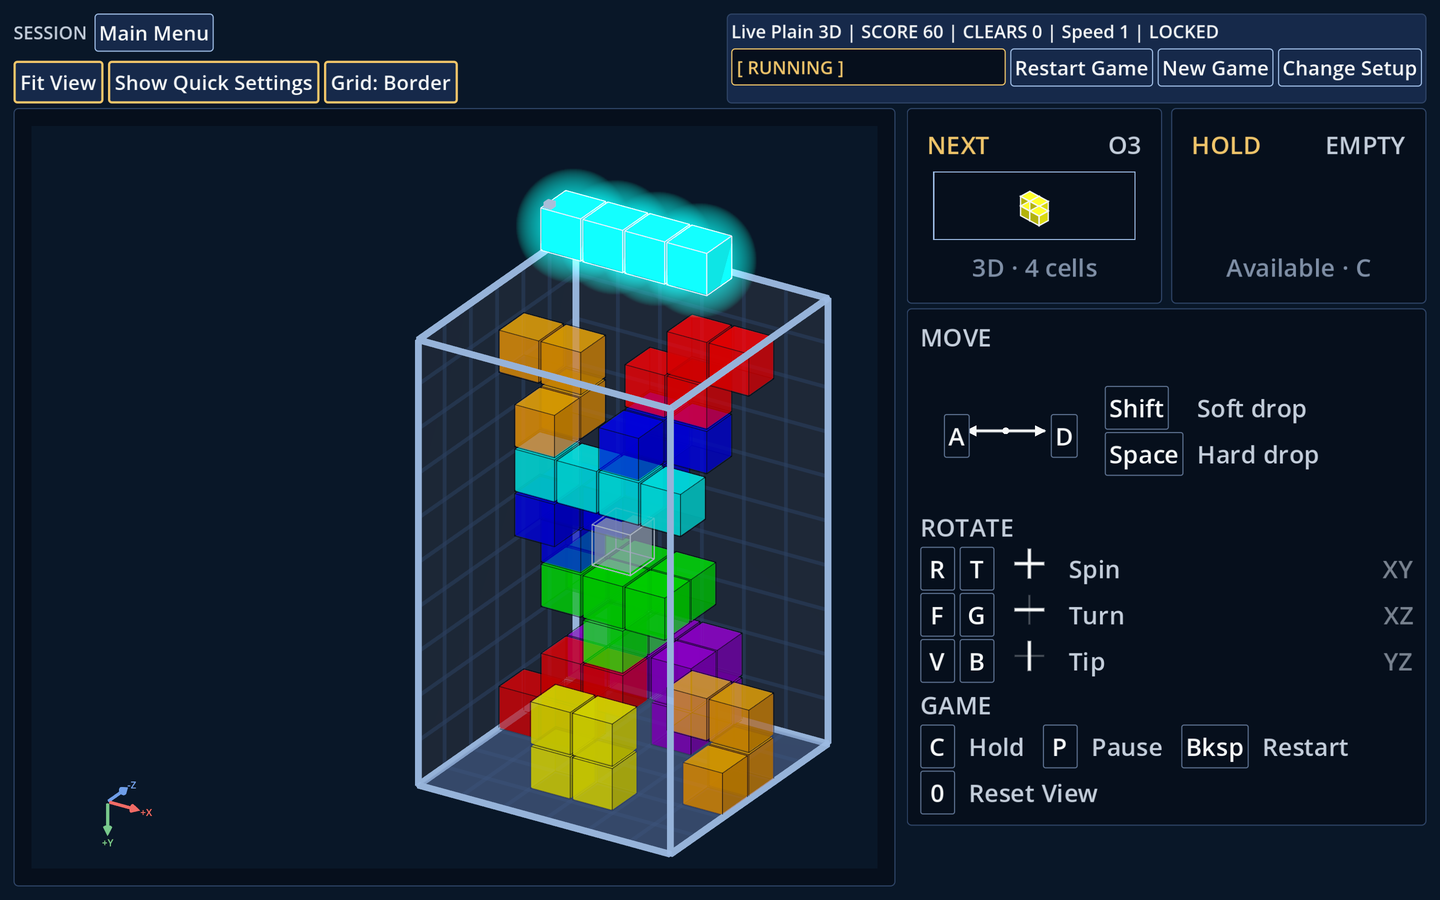 SESSION Main Menu
Fit View Show Quick Settings Grid: Border
Live Plain 3D | SCORE 60 | CLEARS 0 | Speed 1 | LOCKED
[ RUNNING ] Restart Game New Game Change Setup
NEXT O3
3D · 4 cells
HOLD EMPTY
Available · C
MOVE
A D
Shift Soft drop
Space Hard drop
ROTATE
R T Spin XY
F G Turn XZ
V B Tip YZ
GAME
C Hold P Pause Bksp Restart
0 Reset View
-Z
+X
+Y